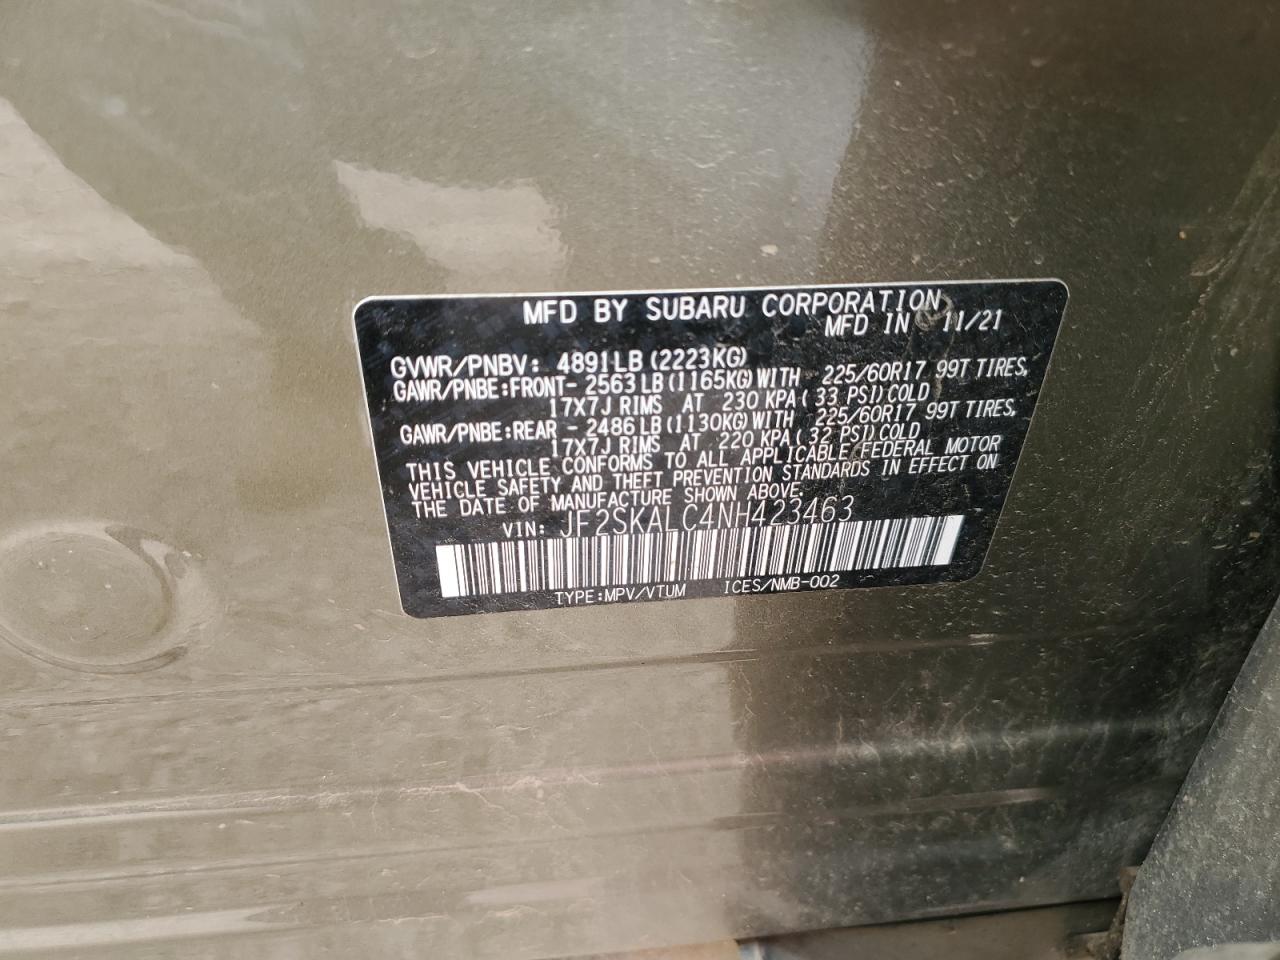 MFD BY SUBARU CORPORATION
MFD IN 11/21
GVWR/PNBV: 4891LB(2223KG)
GAWR/PNBE:FRONT- 2563LB(1165KG)WITH 225/60R17 99T TIRES,
17X7J RIMS AT 230 KPA(33 PSI)COLD
GAWR/PNBE:REAR - 2486LB(1130KG)WITH 225/60R17 99T TIRES,
17X7J RIMS AT 220 KPA(32 PSI)COLD
THIS VEHICLE CONFORMS TO ALL APPLICABLE FEDERAL MOTOR
VEHICLE SAFETY AND THEFT PREVENTION STANDARDS IN EFFECT ON
THE DATE OF MANUFACTURE SHOWN ABOVE.
VIN: JF2SKALC4NH423463
TYPE:MPV/VTUM ICES/NMB-002